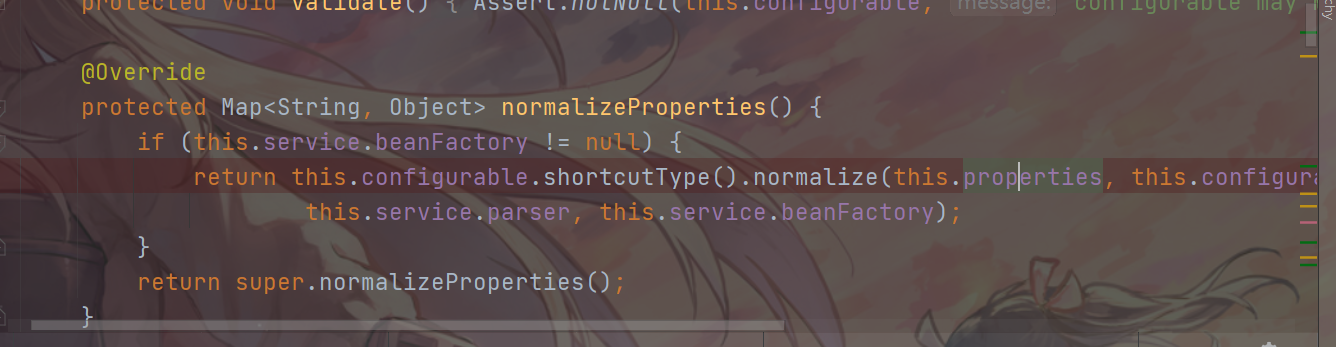 protected void validate() { Assert.notNull(this.configurable, message: "configurable may
@Override
protected Map<String, Object> normalizeProperties() {
if (this.service.beanFactory != null) {
return this.configurable.shortcutType().normalize(this.properties, this.configura
this.service.parser, this.service.beanFactory);
}
return super.normalizeProperties();
}
chy